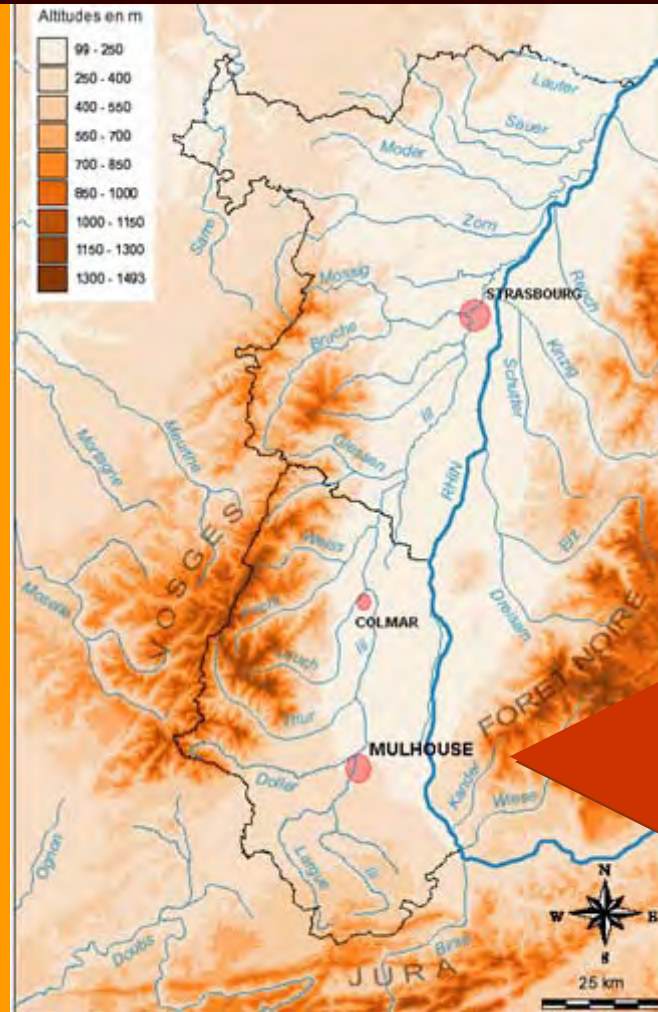 Altitudes en m
99 - 250
250 - 400
400 - 550
550 - 700
700 - 850
850 - 1000
1000 - 1150
1150 - 1300
1300 - 1493
Lauter
Sauer
Moder
Zorn
Sarre
Mossig
STRASBOURG
Rench
Bruche
Kinzig
Schutter
Meurthe
Mortagne
Ill
Giessen
RHIN
VOSGES
Weiss
Elz
Moselle
Fecht
Dreisam
COLMAR
Lauch
Ill
FORET NOIRE
Thur
MULHOUSE
Doller
Kander
Wiese
Ognon
Largue
Ill
Doubs
Birse
JURA
N
W
E
S
25 km